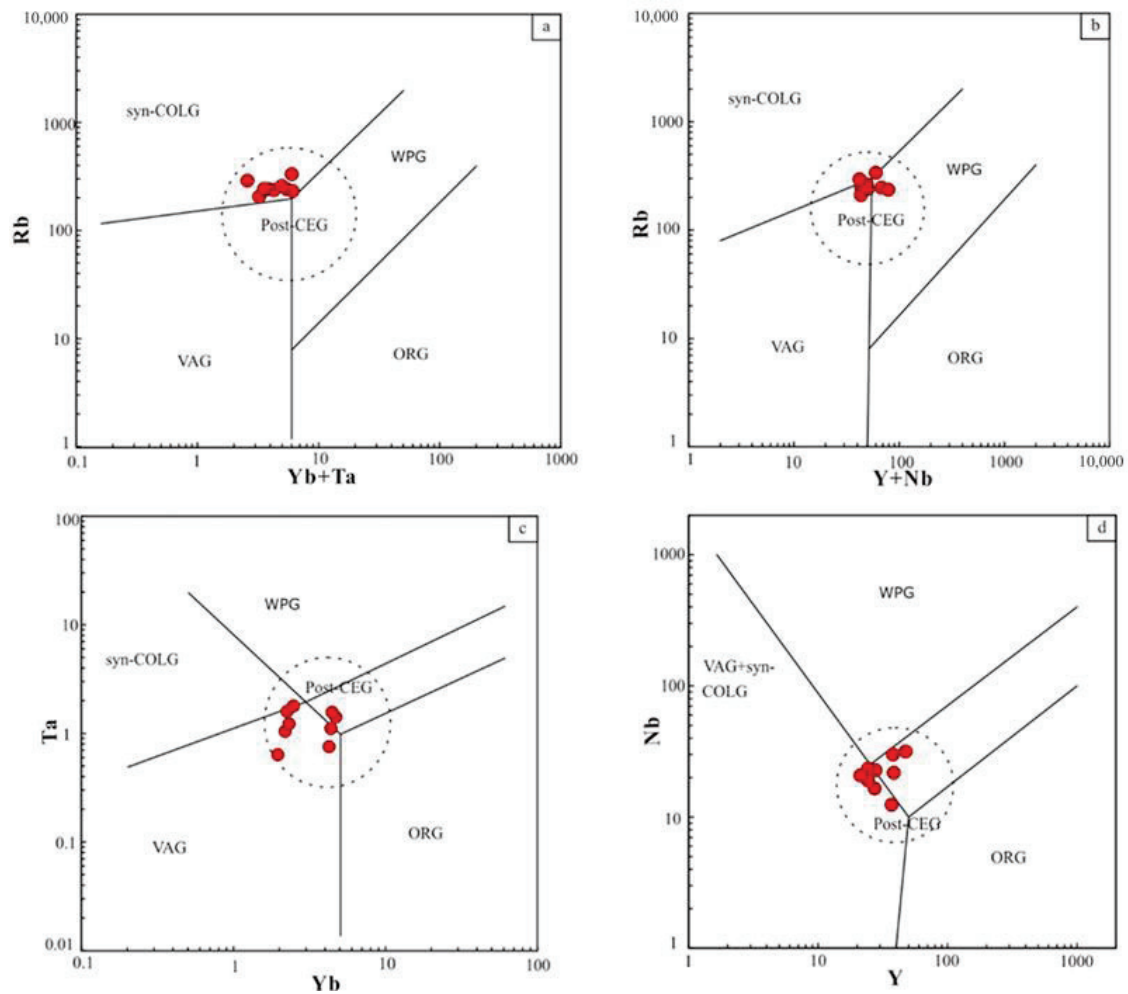 10,000
a
syn-COLG
1000
WPG
Rb
100
Post-CEG
10
VAG
ORG
1
0.1
1
10
100
1000
Yb+Ta
10,000
b
syn-COLG
1000
WPG
Rb
100
Post-CEG
10
VAG
ORG
1
1
10
100
1000
10,000
Y+Nb
100
c
WPG
10
syn-COLG
Post-CEG
Ta
1
0.1
VAG
ORG
0.01
0.1
1
10
100
Yb
d
1000
WPG
VAG+syn-
COLG
100
Nb
10
Post-CEG
ORG
1
1
10
100
1000
Y